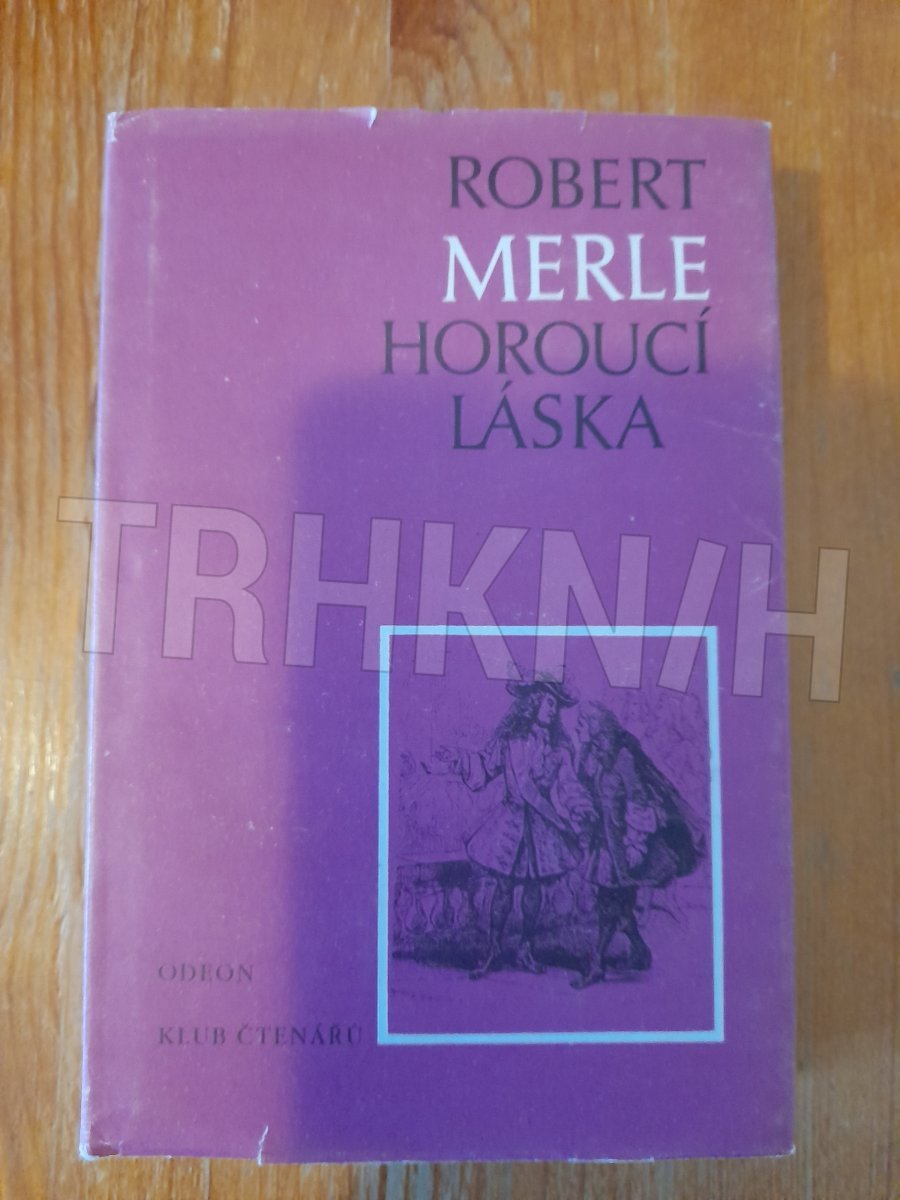 ROBERT
MERLE
HOROUCÍ
LÁSKA
TRHKNIH
ODEON
KLUB ČTENÁŘŮ